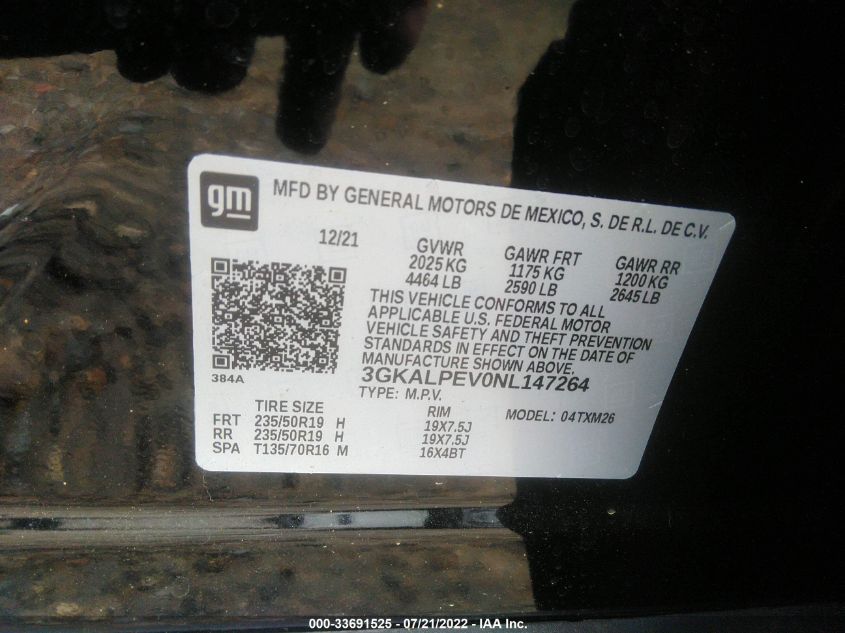 gm
MFD BY GENERAL MOTORS DE MEXICO, S. DE R.L. DE C.V.
12/21 GVWR GAWR FRT GAWR RR
2025 KG 1175 KG 1200 KG
4464 LB 2590 LB 2645 LB
THIS VEHICLE CONFORMS TO ALL
APPLICABLE U.S. FEDERAL MOTOR
VEHICLE SAFETY AND THEFT PREVENTION
STANDARDS IN EFFECT ON THE DATE OF
MANUFACTURE SHOWN ABOVE.
384A
3GKALPEV0NL147264
TYPE: M.P.V.
TIRE SIZE RIM MODEL: 04TXM26
FRT 235/50R19 H 19X7.5J
RR 235/50R19 H 19X7.5J
SPA T135/70R16 M 16X4BT
000-33691525 - 07/21/2022 - IAA Inc.